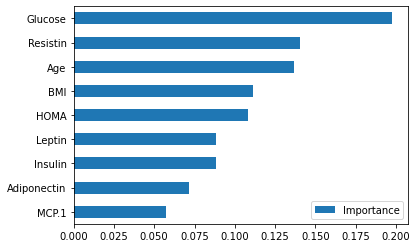 Glucose
Resistin
Age
BMI
HOMA
Leptin
Insulin
Adiponectin
MCP.1
Importance
0.000 0.025 0.050 0.075 0.100 0.125 0.150 0.175 0.200